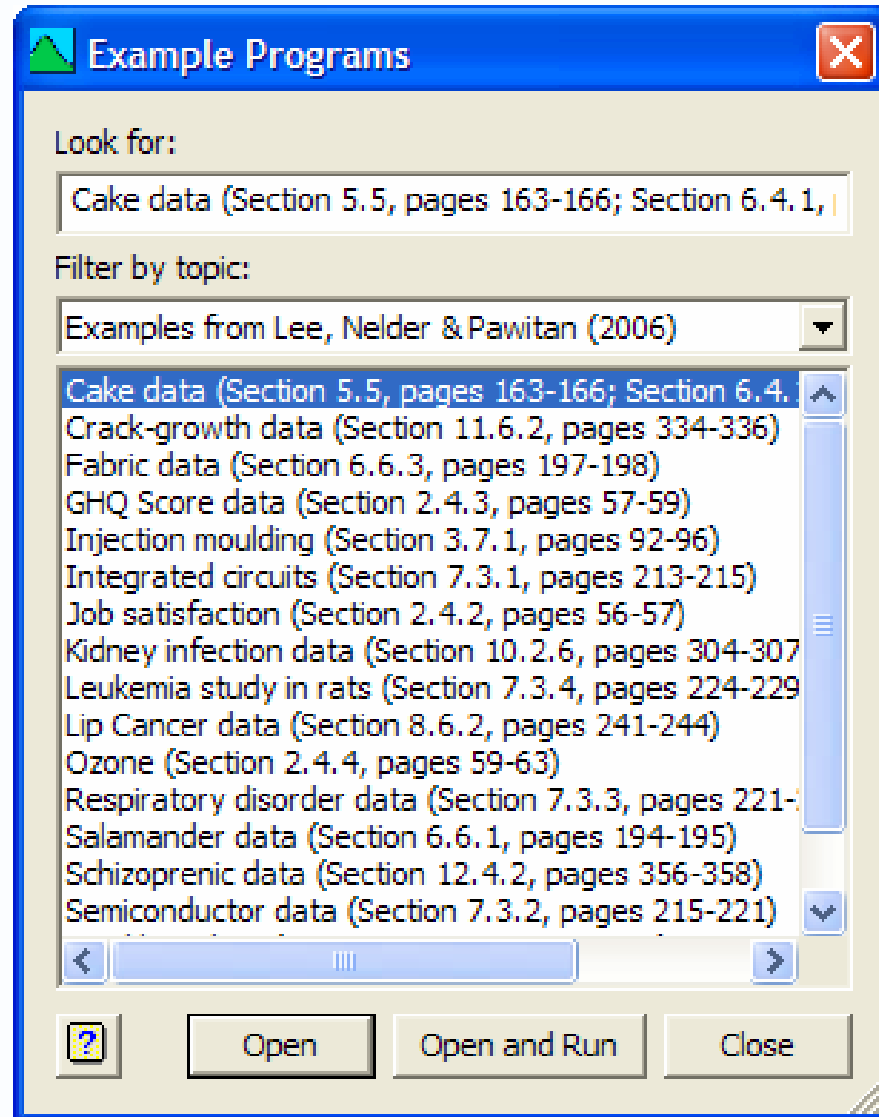 Example Programs
Look for:
Cake data (Section 5.5, pages 163-166; Section 6.4.1,
Filter by topic:
Examples from Lee, Nelder & Pawitan (2006)
Cake data (Section 5.5, pages 163-166; Section 6.4.
Crack-growth data (Section 11.6.2, pages 334-336)
Fabric data (Section 6.6.3, pages 197-198)
GHQ Score data (Section 2.4.3, pages 57-59)
Injection moulding (Section 3.7.1, pages 92-96)
Integrated circuits (Section 7.3.1, pages 213-215)
Job satisfaction (Section 2.4.2, pages 56-57)
Kidney infection data (Section 10.2.6, pages 304-307
Leukemia study in rats (Section 7.3.4, pages 224-229
Lip Cancer data (Section 8.6.2, pages 241-244)
Ozone (Section 2.4.4, pages 59-63)
Respiratory disorder data (Section 7.3.3, pages 221-
Salamander data (Section 6.6.1, pages 194-195)
Schizoprenic data (Section 12.4.2, pages 356-358)
Semiconductor data (Section 7.3.2, pages 215-221)
? Open Open and Run Close